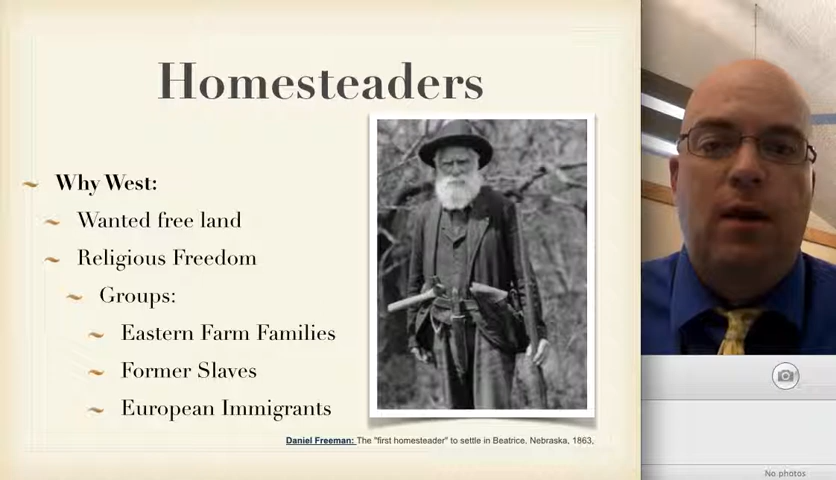 Homesteaders
Why West:
Wanted free land
Religious Freedom
Groups:
Eastern Farm Families
Former Slaves
European Immigrants
Daniel Freeman: The "first homesteader" to settle in Beatrice. Nebraska, 1863,
No photos